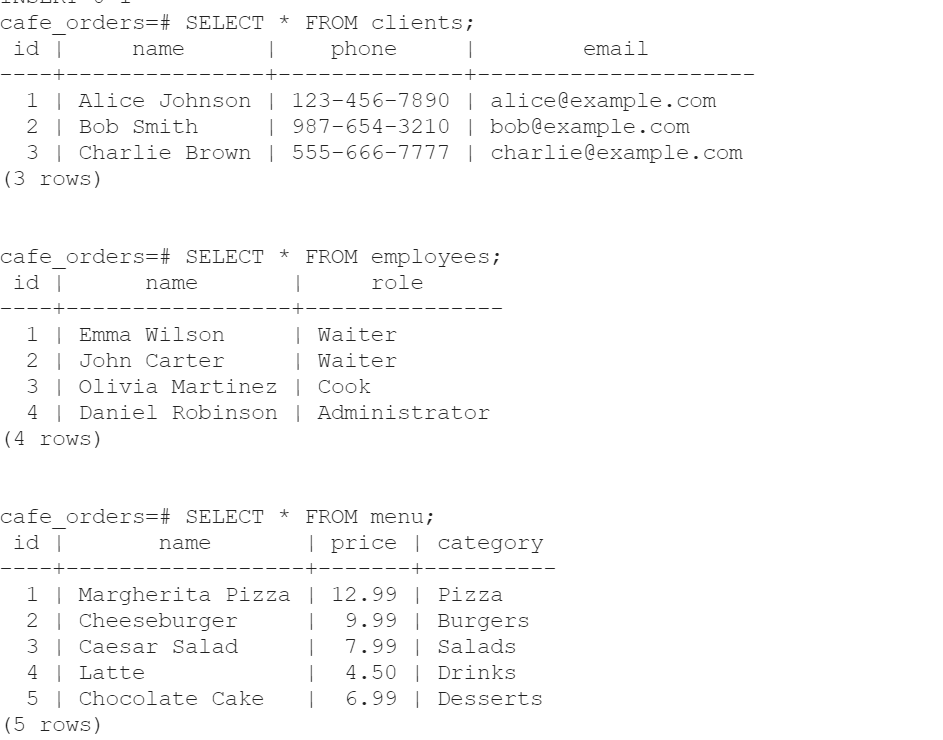 cafe_orders=# SELECT * FROM clients;
 id |     name      |    phone     |        email
----+---------------+--------------+---------------------
  1 | Alice Johnson | 123-456-7890 | alice@example.com
  2 | Bob Smith     | 987-654-3210 | bob@example.com
  3 | Charlie Brown | 555-666-7777 | charlie@example.com
(3 rows)
cafe_orders=# SELECT * FROM employees;
 id |      name       |     role
----+-----------------+---------------
  1 | Emma Wilson     | Waiter
  2 | John Carter     | Waiter
  3 | Olivia Martinez | Cook
  4 | Daniel Robinson | Administrator
(4 rows)
cafe_orders=# SELECT * FROM menu;
 id |       name       | price | category
----+------------------+-------+----------
  1 | Margherita Pizza | 12.99 | Pizza
  2 | Cheeseburger     |  9.99 | Burgers
  3 | Caesar Salad     |  7.99 | Salads
  4 | Latte            |  4.50 | Drinks
  5 | Chocolate Cake   |  6.99 | Desserts
(5 rows)